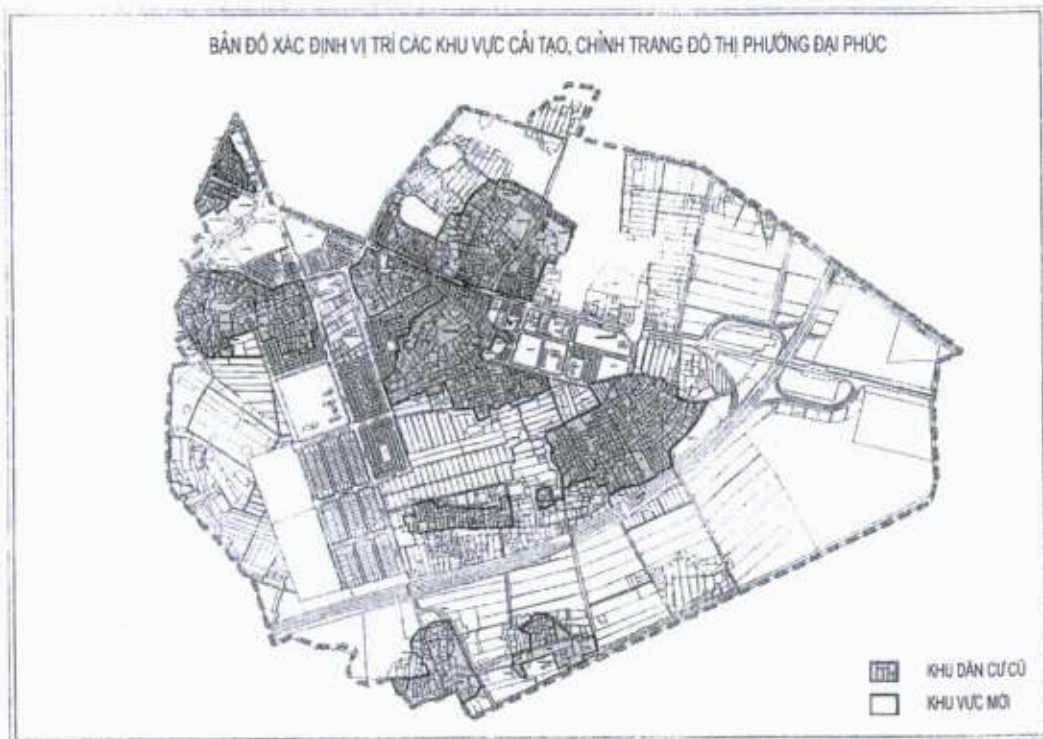 BẢN ĐỒ XÁC ĐỊNH VỊ TRÍ CÁC KHU VỰC CẢI TẠO, CHỈNH TRANG ĐÔ THỊ PHƯỜNG ĐẠI PHÚC
KHU DÂN CƯ CŨ
KHU VỰC MỚI